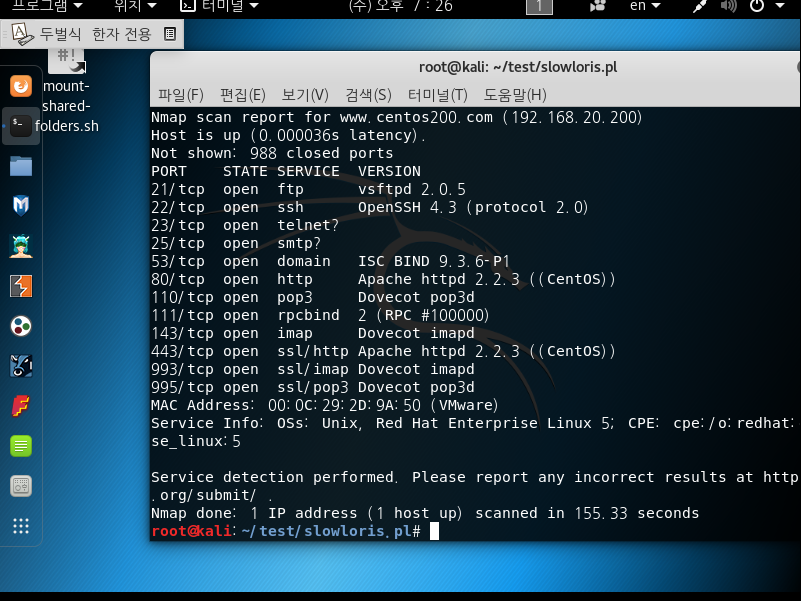 프로그램 위치 터미널 (수) 오후 7 : 26 1 en
두벌식 한자 전용
#!
mount-
shared-
folders.sh
root@kali: ~/test/slowloris.pl
파일(F) 편집(E) 보기(V) 검색(S) 터미널(T) 도움말(H)
Nmap scan report for www.centos200.com (192.168.20.200)
Host is up (0.000036s latency).
Not shown: 988 closed ports
PORT STATE SERVICE VERSION
21/tcp open ftp vsftpd 2.0.5
22/tcp open ssh OpenSSH 4.3 (protocol 2.0)
23/tcp open telnet?
25/tcp open smtp?
53/tcp open domain ISC BIND 9.3.6-P1
80/tcp open http Apache httpd 2.2.3 ((CentOS))
110/tcp open pop3 Dovecot pop3d
111/tcp open rpcbind 2 (RPC #100000)
143/tcp open imap Dovecot imapd
443/tcp open ssl/http Apache httpd 2.2.3 ((CentOS))
993/tcp open ssl/imap Dovecot imapd
995/tcp open ssl/pop3 Dovecot pop3d
MAC Address: 00:0C:29:2D:9A:50 (VMware)
Service Info: OSs: Unix, Red Hat Enterprise Linux 5; CPE: cpe:/o:redhat:
se_linux:5
Service detection performed. Please report any incorrect results at http
.org/submit/ .
Nmap done: 1 IP address (1 host up) scanned in 155.33 seconds
root@kali:~/test/slowloris.pl#